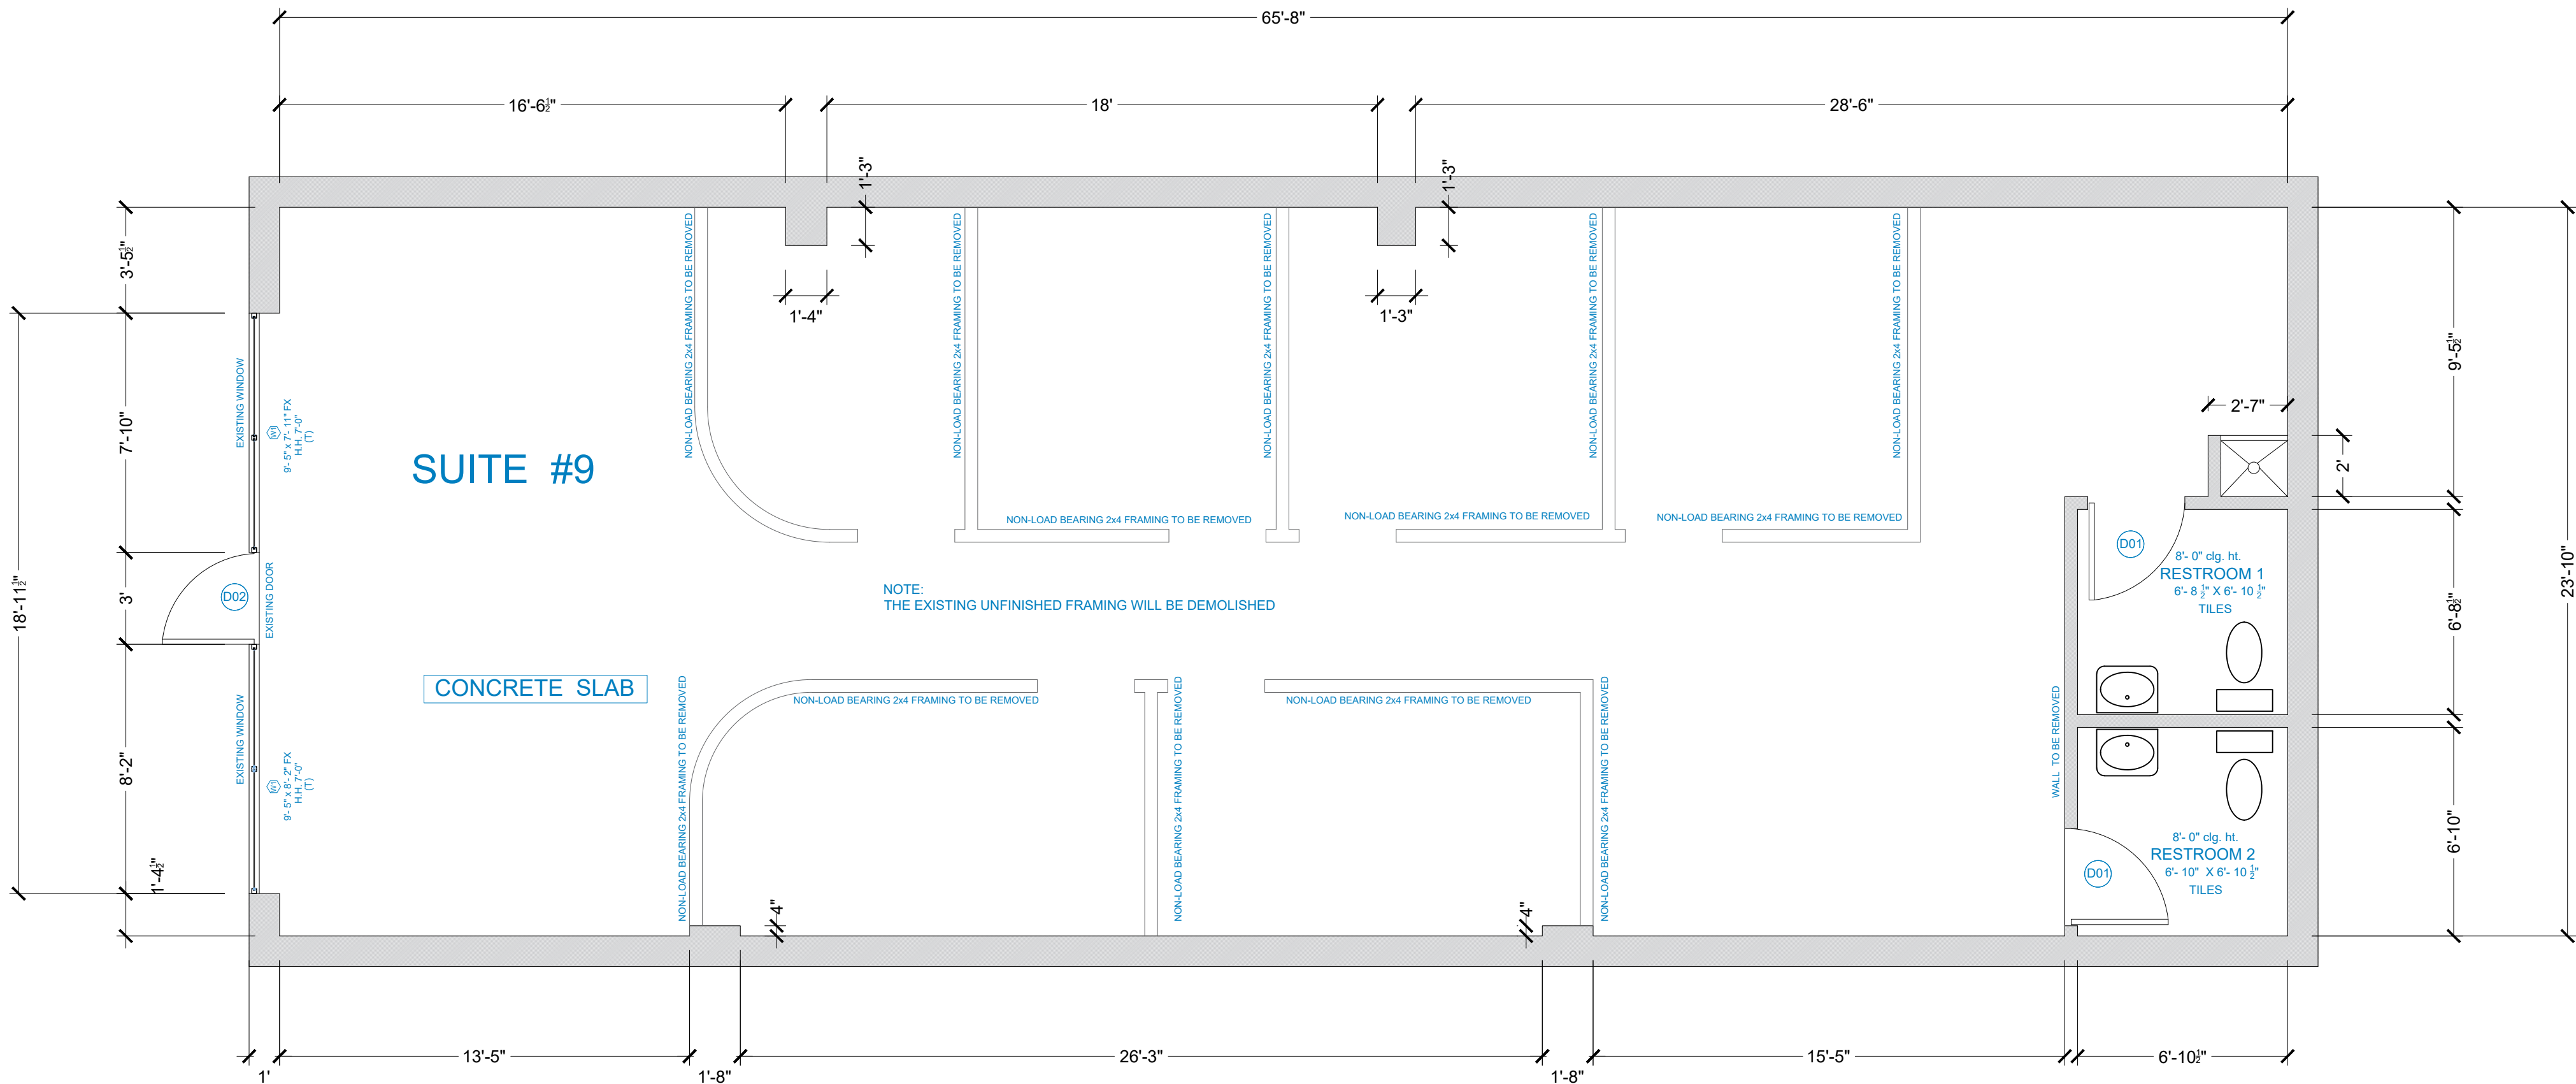 65'-8"
16'-6½"
18'
28'-6"
1'-3"
1'-3"
1'-4"
1'-3"
3'-5½"
7'-10"
3'
8'-2"
1'-4½"
18'-11½"
EXISTING WINDOW
W1
9'- 5" x 7'- 11" FX
H.H. 7'-0"
(T)
SUITE #9
NON-LOAD BEARING 2x4 FRAMING TO BE REMOVED
NON-LOAD BEARING 2x4 FRAMING TO BE REMOVED
NON-LOAD BEARING 2x4 FRAMING TO BE REMOVED
NON-LOAD BEARING 2x4 FRAMING TO BE REMOVED
NON-LOAD BEARING 2x4 FRAMING TO BE REMOVED
NON-LOAD BEARING 2x4 FRAMING TO BE REMOVED
NON-LOAD BEARING 2x4 FRAMING TO BE REMOVED
NON-LOAD BEARING 2x4 FRAMING TO BE REMOVED
D02
EXISTING DOOR
NOTE:
THE EXISTING UNFINISHED FRAMING WILL BE DEMOLISHED
CONCRETE SLAB
EXISTING WINDOW
W1
9'- 5" x 8'- 2" FX
H.H. 7'-0"
(T)
NON-LOAD BEARING 2x4 FRAMING TO BE REMOVED
NON-LOAD BEARING 2x4 FRAMING TO BE REMOVED
NON-LOAD BEARING 2x4 FRAMING TO BE REMOVED
NON-LOAD BEARING 2x4 FRAMING TO BE REMOVED
NON-LOAD BEARING 2x4 FRAMING TO BE REMOVED
WALL TO BE REMOVED
2'-7"
2'
D01
8'- 0" clg. ht.
RESTROOM 1
6'- 8 ½" X 6'- 10 ½"
TILES
8'- 0" clg. ht.
RESTROOM 2
6'- 10" X 6'- 10 ½"
TILES
D01
9'-5½"
6'-8½"
6'-10"
23'-10"
4"
4"
1'
13'-5"
1'-8"
26'-3"
1'-8"
15'-5"
6'-10½"